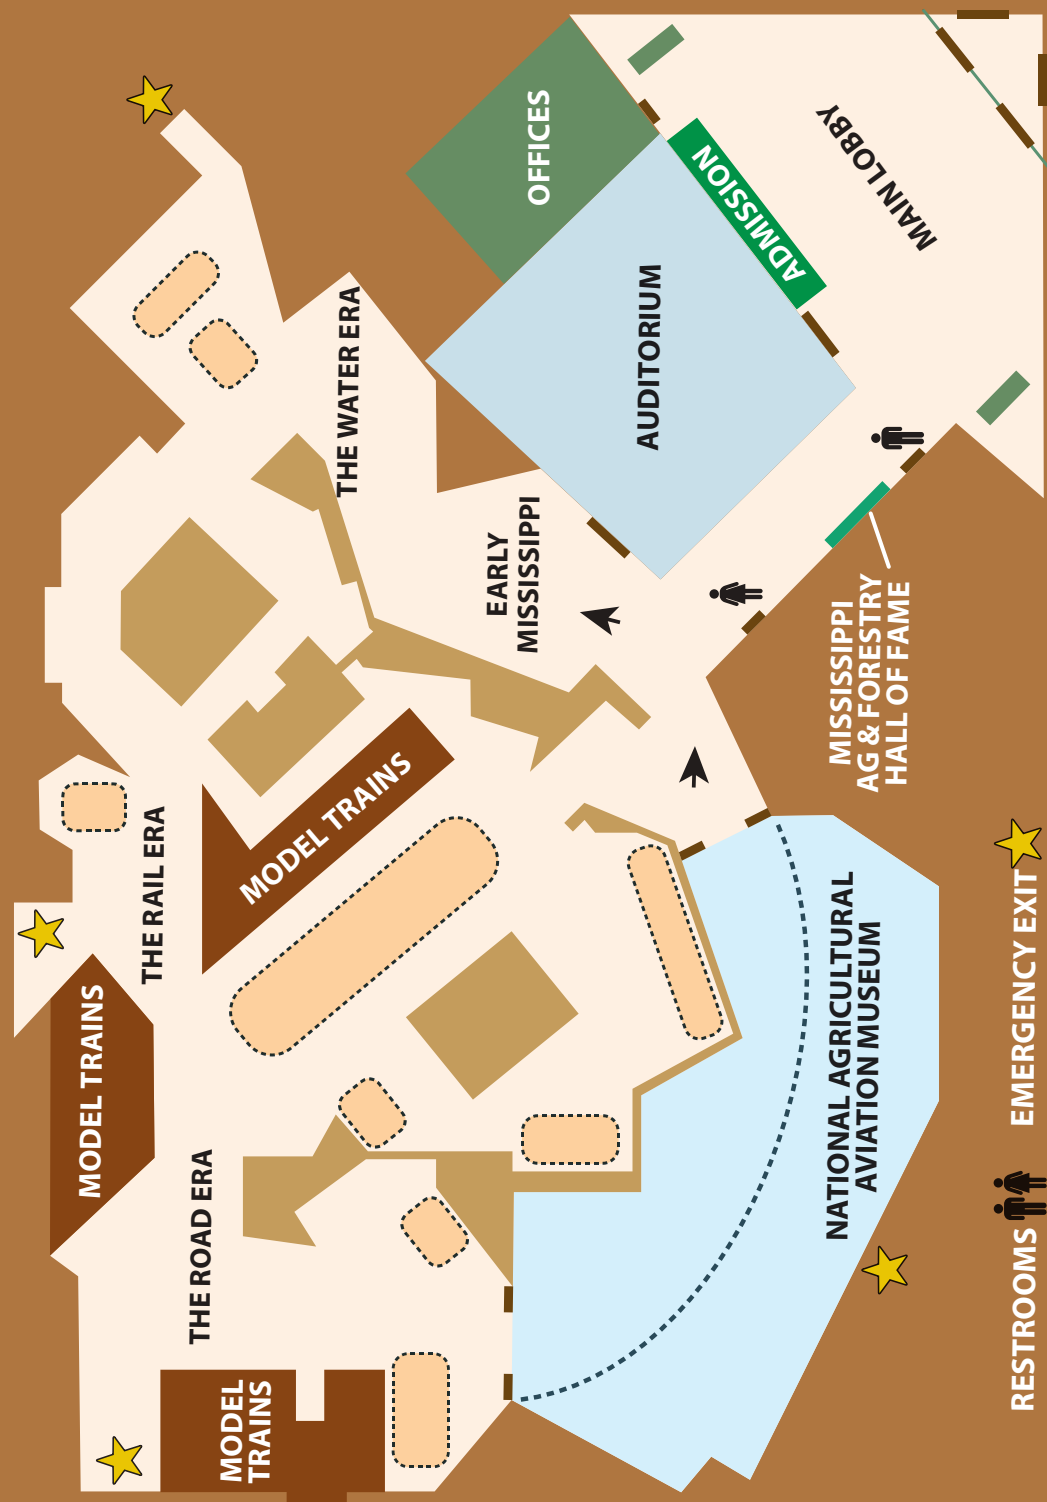 OFFICES
ADMISSION
MAIN LOBBY
AUDITORIUM
THE WATER ERA
EARLY
MISSISSIPPI
MISSISSIPPI
AG & FORESTRY
HALL OF FAME
MODEL TRAINS
THE RAIL ERA
MODEL TRAINS
THE ROAD ERA
MODEL
TRAINS
NATIONAL AGRICULTURAL
AVIATION MUSEUM
RESTROOMS
EMERGENCY EXIT